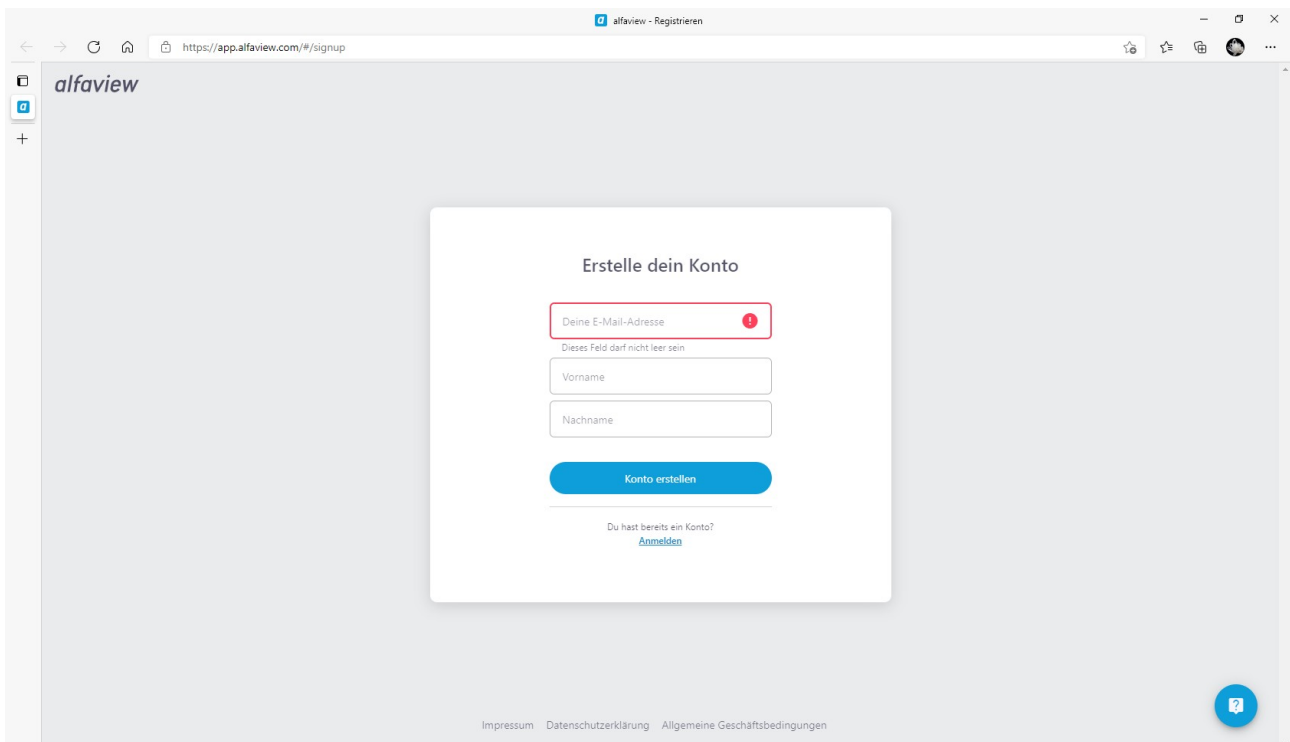 alfaview - Registrieren
https://app.alfaview.com/#/signup
alfaview
Erstelle dein Konto
Deine E-Mail-Adresse
Dieses Feld darf nicht leer sein
Vorname
Nachname
Konto erstellen
Du hast bereits ein Konto?
Anmelden
Impressum Datenschutzerklärung Allgemeine Geschäftsbedingungen